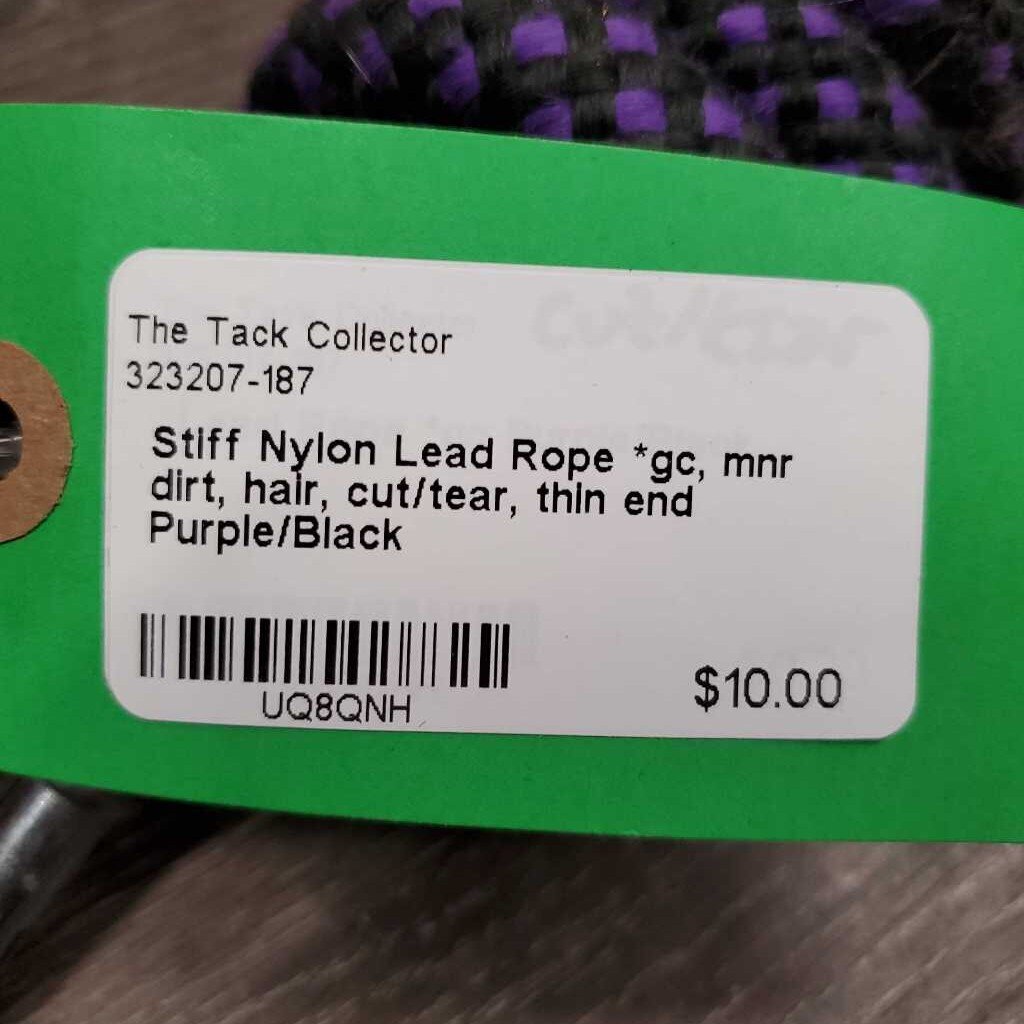 The Tack Collector
323207-187
Stiff Nylon Lead Rope *gc, mnr
dirt, hair, cut/tear, thin end
Purple/Black
UQ8QNH
$10.00